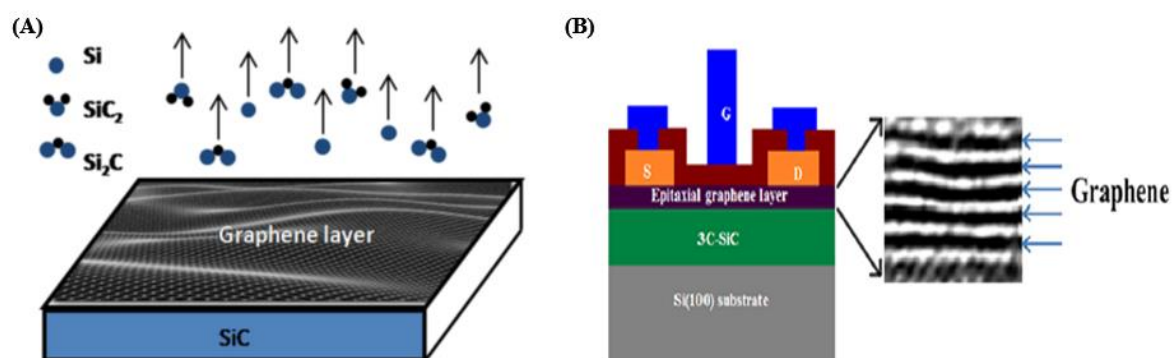 (A)
Si
SiC2
Si2C
Graphene layer
SiC
(B)
G
S
D
Epitaxial graphene layer
3C-SiC
Si(100) substrate
Graphene